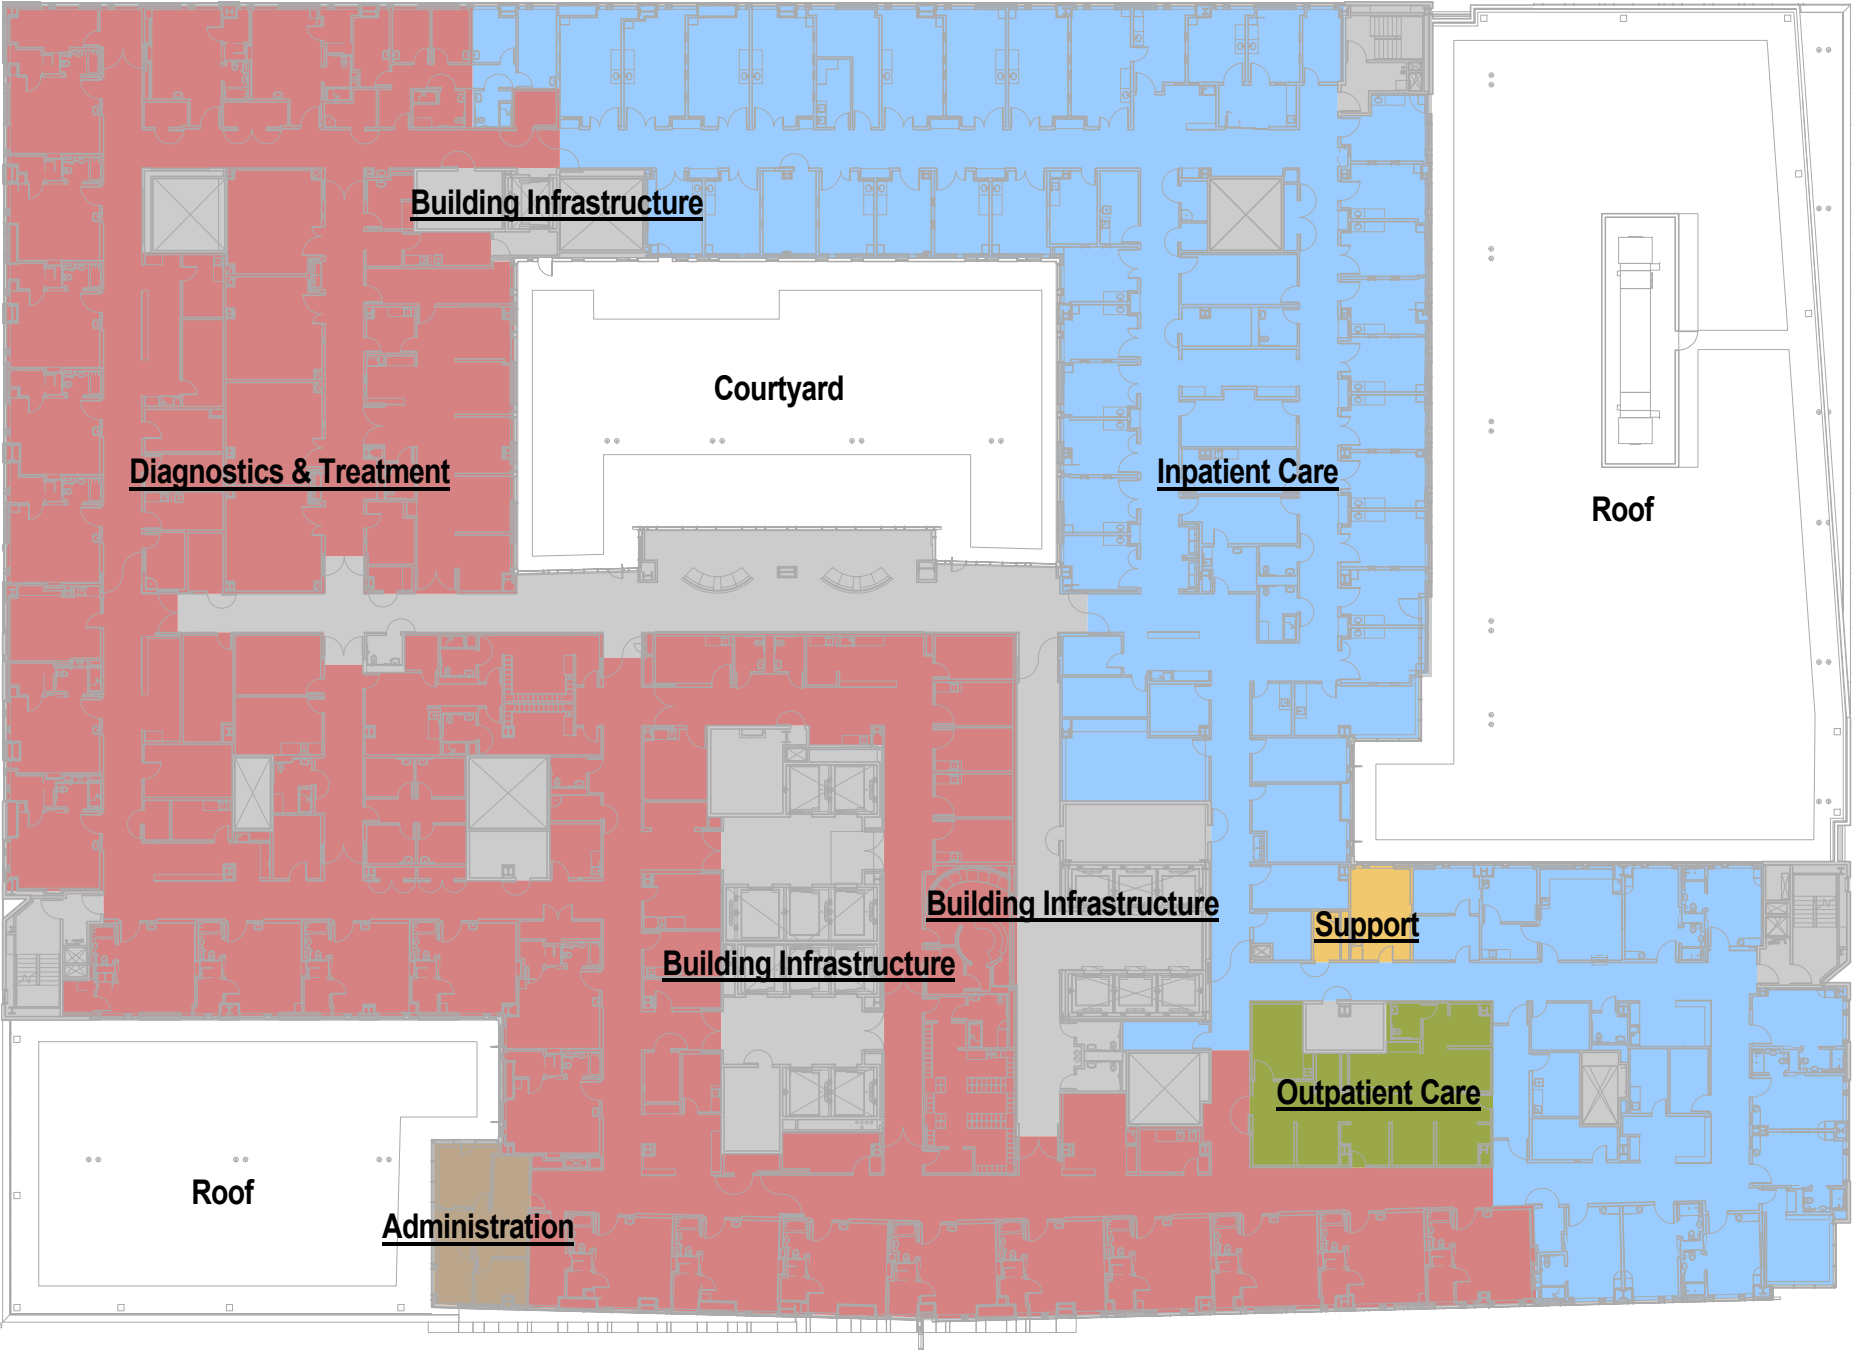 Building Infrastructure
Courtyard
Diagnostics & Treatment
Inpatient Care
Roof
Building Infrastructure
Support
Building Infrastructure
Outpatient Care
Roof
Administration